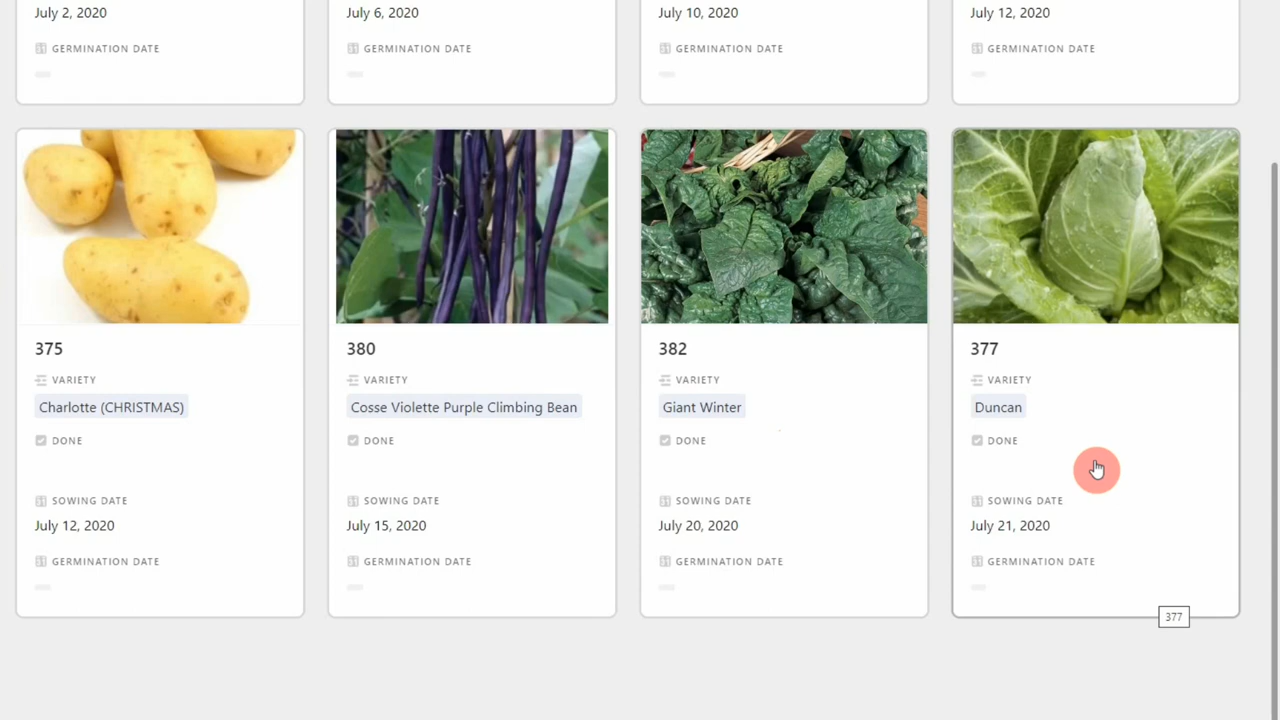 July 2, 2020
July 6, 2020
July 10, 2020
July 12, 2020
GERMINATION DATE
GERMINATION DATE
GERMINATION DATE
GERMINATION DATE
375
VARIETY
Charlotte (CHRISTMAS)
DONE
SOWING DATE
July 12, 2020
GERMINATION DATE
380
VARIETY
Cosse Violette Purple Climbing Bean
DONE
SOWING DATE
July 15, 2020
GERMINATION DATE
382
VARIETY
Giant Winter
DONE
SOWING DATE
July 20, 2020
GERMINATION DATE
377
VARIETY
Duncan
DONE
SOWING DATE
July 21, 2020
GERMINATION DATE
377